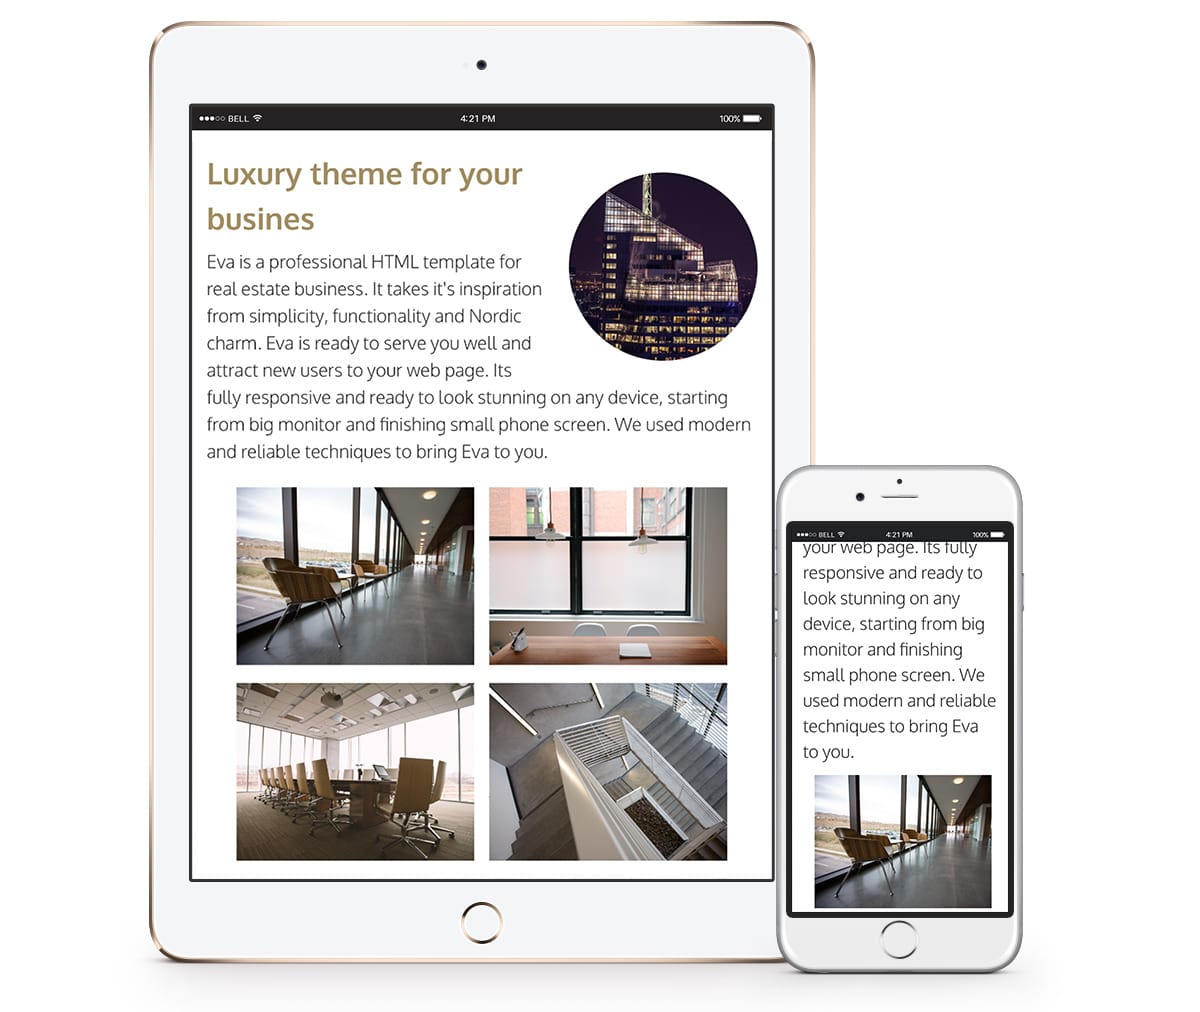 BELL 4:21 PM 100%
Luxury theme for your
busines
Eva is a professional HTML template for
real estate business. It takes it's inspiration
from simplicity, functionality and Nordic
charm. Eva is ready to serve you well and
attract new users to your web page. Its
fully responsive and ready to look stunning on any device, starting
from big monitor and finishing small phone screen. We used modern
and reliable techniques to bring Eva to you.
BELL 4:21 PM 100%
your web page. Its fully
responsive and ready to
look stunning on any
device, starting from big
monitor and finishing
small phone screen. We
used modern and reliable
techniques to bring Eva
to you.